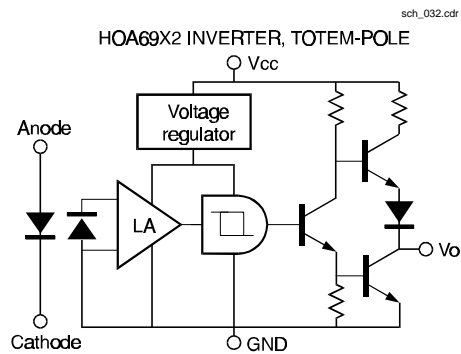 sch_032.cdr
HOA69X2 INVERTER, TOTEM-POLE
Vcc
Voltage
regulator
Anode
LA
Vo
Cathode
GND